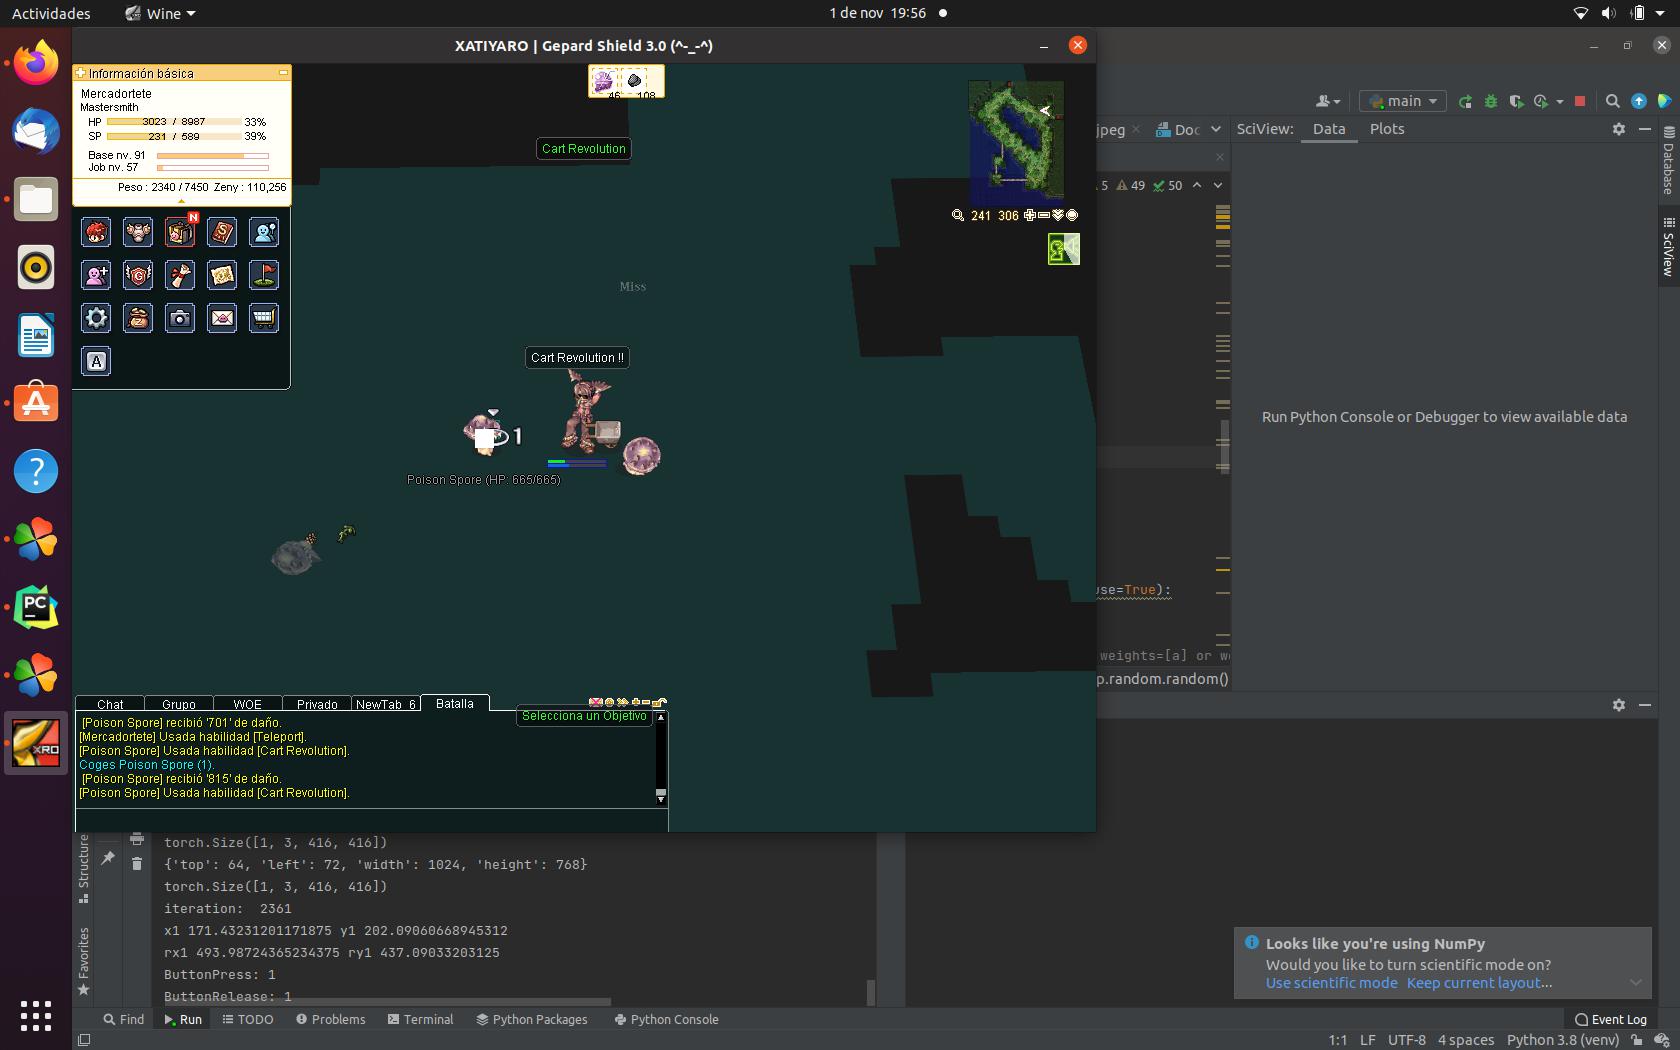 Actividades
Wine
1 de nov 19:56
XATIYARO | Gepard Shield 3.0 (^-_-^)
Información básica
Mercadortete
Mastersmith
HP 3023 / 8987 33%
SP 231 / 589 39%
Base nv. 91
Job nv. 57
Peso : 2340 / 7450 Zeny : 110,256
N
A
46 108
Cart Revolution
241 306
Miss
Cart Revolution !!
1
Poison Spore (HP: 665/665)
Chat Grupo WOE Privado NewTab_6 Batalla
Selecciona un Objetivo
[Poison Spore] recibió '701' de daño.
[Mercadortete] Usada habilidad [Teleport].
[Poison Spore] Usada habilidad [Cart Revolution].
Coges Poison Spore (1).
[Poison Spore] recibió '815' de daño.
[Poison Spore] Usada habilidad [Cart Revolution].
main
jpeg
Doc
SciView: Data Plots
5 49 50
Database
SciView
Run Python Console or Debugger to view available data
use=True):
weights=[a] or w
p.random.random()
PC
XRO
Structure
Favorites
torch.Size([1, 3, 416, 416])
{'top': 64, 'left': 72, 'width': 1024, 'height': 768}
torch.Size([1, 3, 416, 416])
iteration: 2361
x1 171.43231201171875 y1 202.09060668945312
rx1 493.98724365234375 ry1 437.09033203125
ButtonPress: 1
ButtonRelease: 1
Looks like you're using NumPy
Would you like to turn scientific mode on?
Use scientific mode Keep current layout...
Find Run TODO Problems Terminal Python Packages Python Console Event Log
1:1 LF UTF-8 4 spaces Python 3.8 (venv)